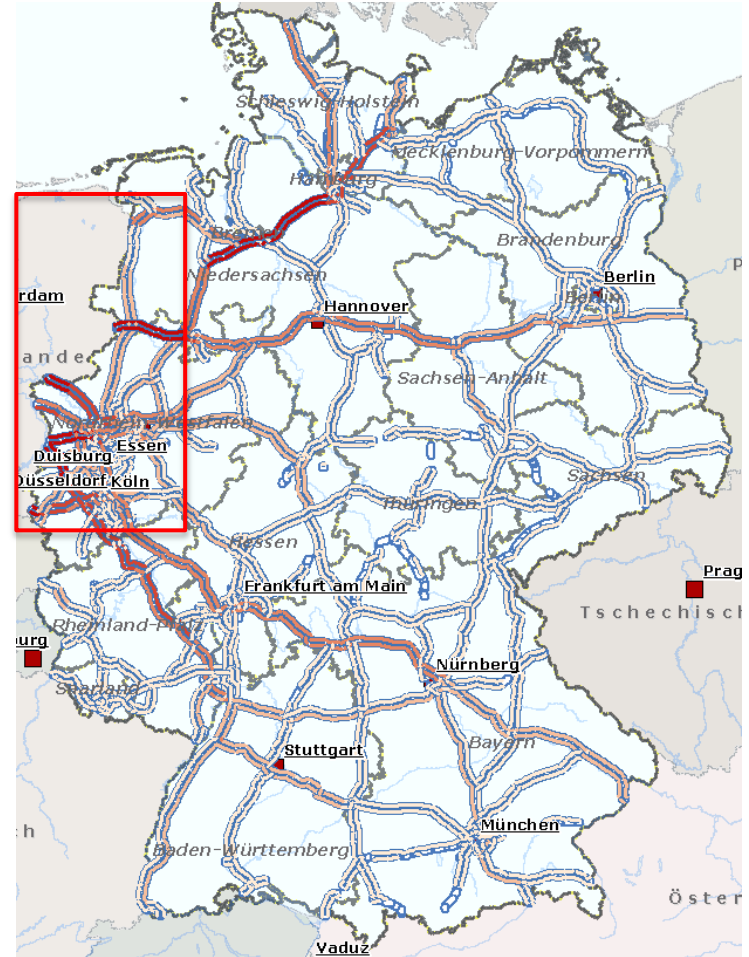 Schleswig-Holstein
Mecklenburg-Vorpommern
Hamburg
Bremen
Brandenburg
Niedersachsen
Berlin
Berlin
rdam
Hannover
ande
Sachsen-Anhalt
Nordrhein-Westfalen
Essen
Duisburg
Düsseldorf
Köln
Sachsen
Thüringen
Hessen
Prag
Frankfurt am Main
Tschechisch
Rheinland-Pfalz
burg
Nürnberg
Saarland
Stuttgart
Bayern
München
ch
Baden-Württemberg
Öster
Vaduz
P